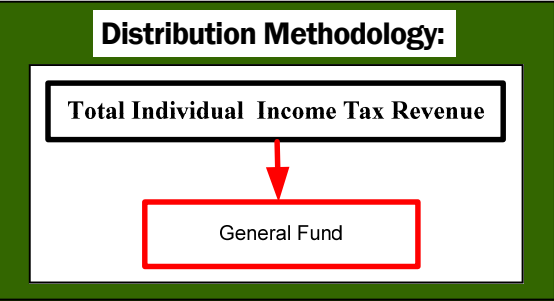 Distribution Methodology:
Total Individual Income Tax Revenue
General Fund